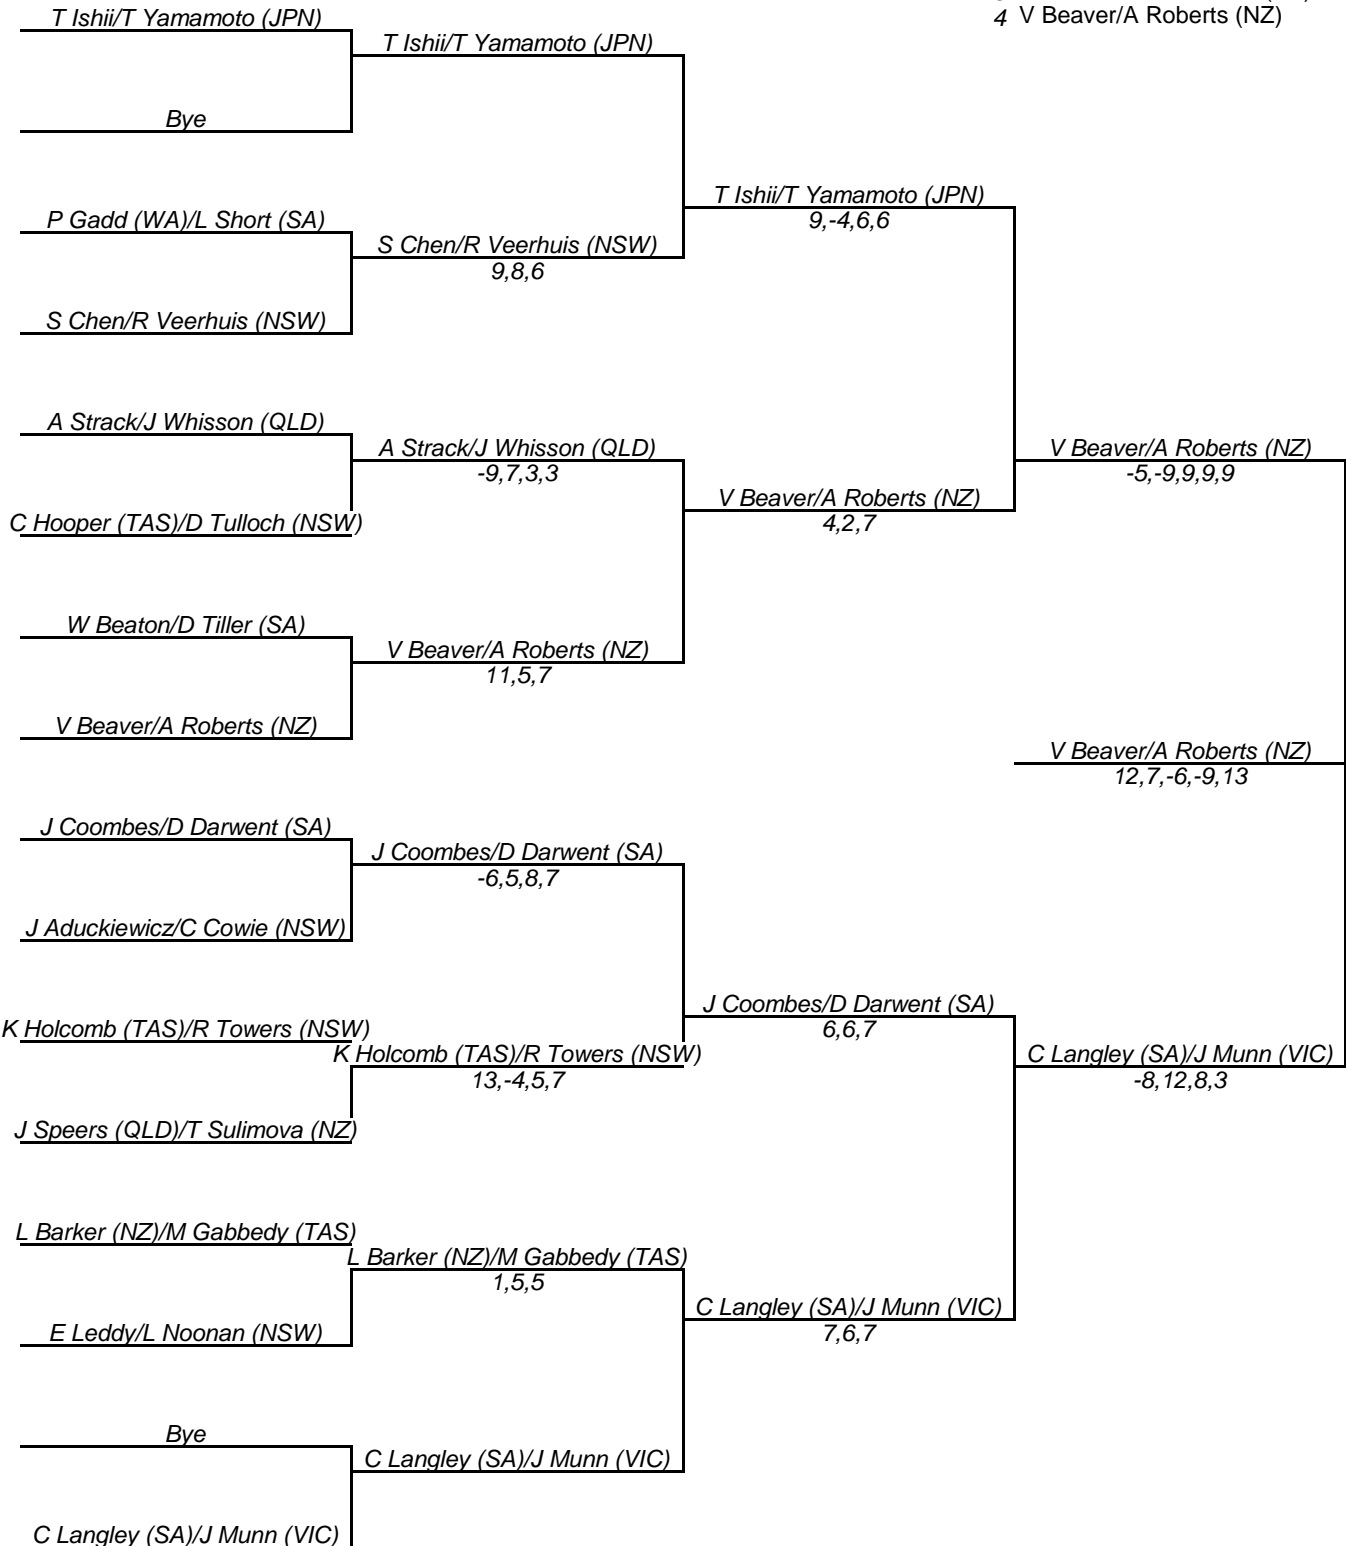 4 V Beaver/A Roberts (NZ)
T Ishii/T Yamamoto (JPN)
T Ishii/T Yamamoto (JPN)
Bye
T Ishii/T Yamamoto (JPN)
9,-4,6,6
P Gadd (WA)/L Short (SA)
S Chen/R Veerhuis (NSW)
9,8,6
S Chen/R Veerhuis (NSW)
A Strack/J Whisson (QLD)
A Strack/J Whisson (QLD)
-9,7,3,3
V Beaver/A Roberts (NZ)
-5,-9,9,9,9
V Beaver/A Roberts (NZ)
4,2,7
C Hooper (TAS)/D Tulloch (NSW)
W Beaton/D Tiller (SA)
V Beaver/A Roberts (NZ)
11,5,7
V Beaver/A Roberts (NZ)
V Beaver/A Roberts (NZ)
12,7,-6,-9,13
J Coombes/D Darwent (SA)
J Coombes/D Darwent (SA)
-6,5,8,7
J Aduckiewicz/C Cowie (NSW)
J Coombes/D Darwent (SA)
6,6,7
K Holcomb (TAS)/R Towers (NSW)
K Holcomb (TAS)/R Towers (NSW)
13,-4,5,7
C Langley (SA)/J Munn (VIC)
-8,12,8,3
J Speers (QLD)/T Sulimova (NZ)
L Barker (NZ)/M Gabbedy (TAS)
L Barker (NZ)/M Gabbedy (TAS)
1,5,5
C Langley (SA)/J Munn (VIC)
7,6,7
E Leddy/L Noonan (NSW)
Bye
C Langley (SA)/J Munn (VIC)
C Langley (SA)/J Munn (VIC)